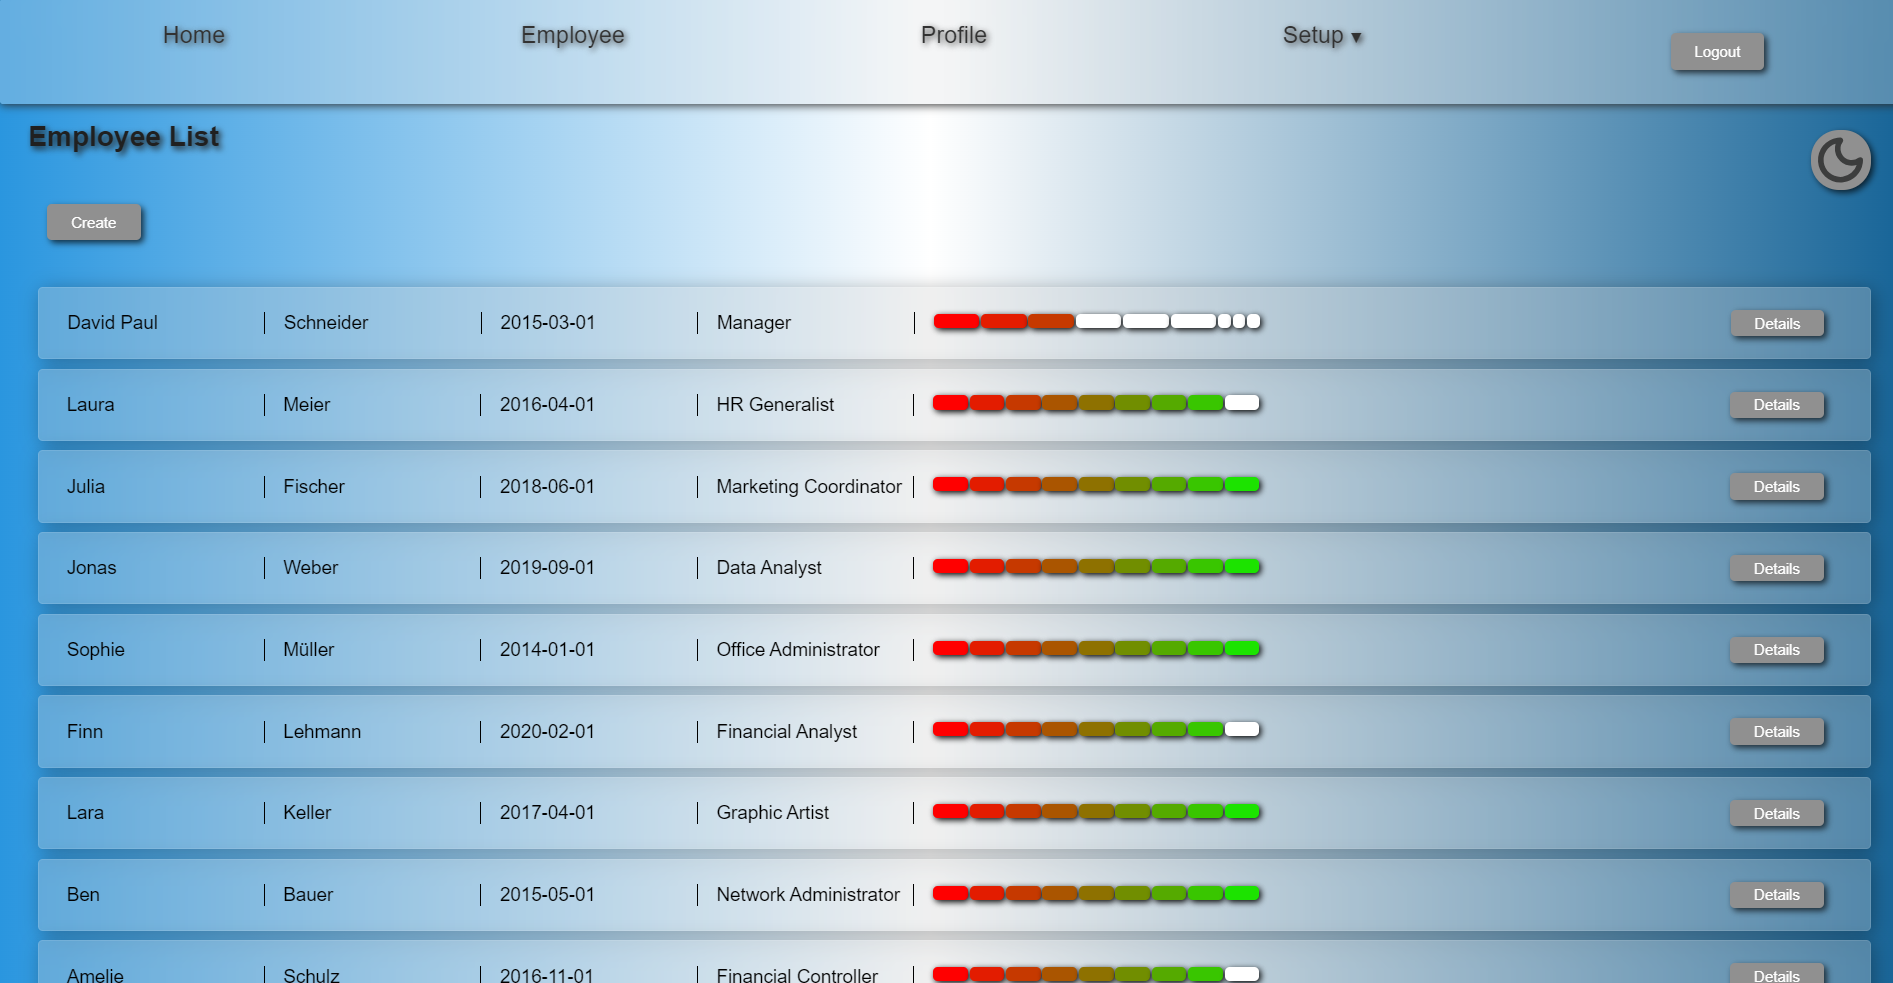 Home Employee Profile Setup ▼ Logout
Employee List
Create
David Paul Schneider 2015-03-01 Manager Details
Laura Meier 2016-04-01 HR Generalist Details
Julia Fischer 2018-06-01 Marketing Coordinator Details
Jonas Weber 2019-09-01 Data Analyst Details
Sophie Müller 2014-01-01 Office Administrator Details
Finn Lehmann 2020-02-01 Financial Analyst Details
Lara Keller 2017-04-01 Graphic Artist Details
Ben Bauer 2015-05-01 Network Administrator Details
Amelie Schulz 2016-11-01 Financial Controller Details